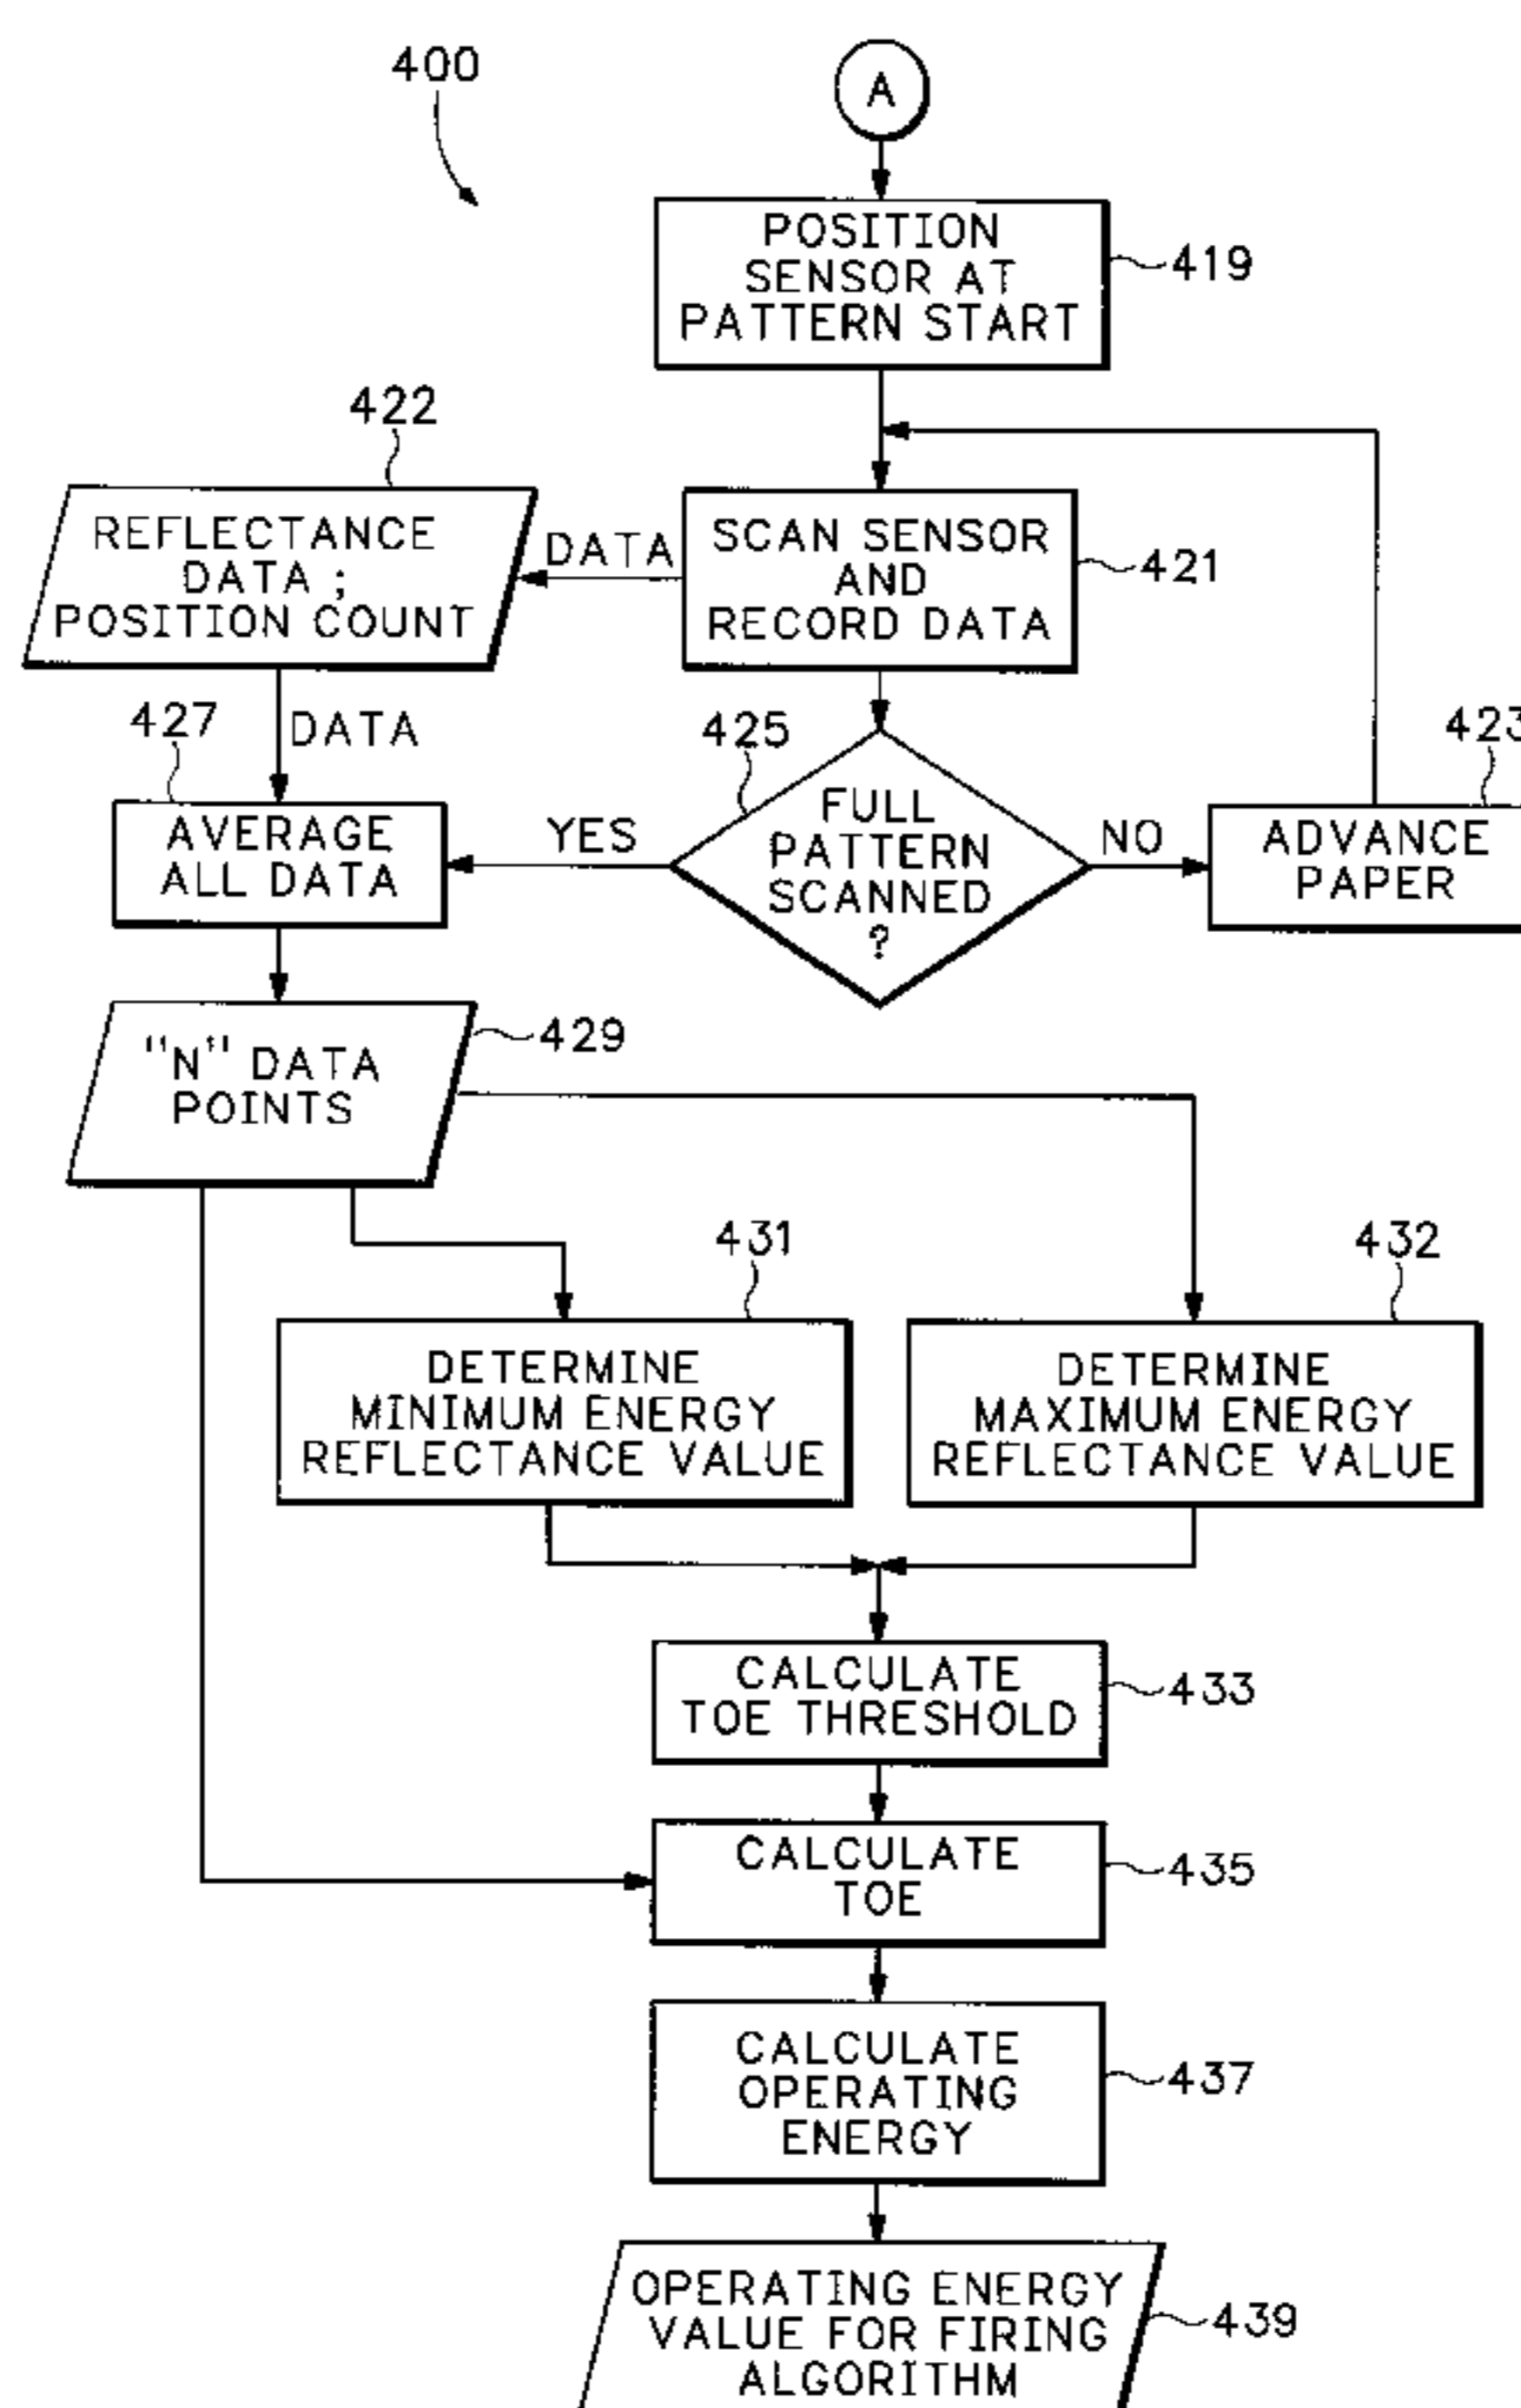 400
A
POSITION
SENSOR AT
PATTERN START
419
422
REFLECTANCE
DATA ;
POSITION COUNT
DATA
SCAN SENSOR
AND
RECORD DATA
421
427
DATA
425
423
AVERAGE
ALL DATA
YES
FULL
PATTERN
SCANNED
?
NO
ADVANCE
PAPER
"N" DATA
POINTS
429
431
432
DETERMINE
MINIMUM ENERGY
REFLECTANCE VALUE
DETERMINE
MAXIMUM ENERGY
REFLECTANCE VALUE
CALCULATE
TOE THRESHOLD
433
CALCULATE
TOE
435
CALCULATE
OPERATING
ENERGY
437
OPERATING ENERGY
VALUE FOR FIRING
ALGORITHM
439